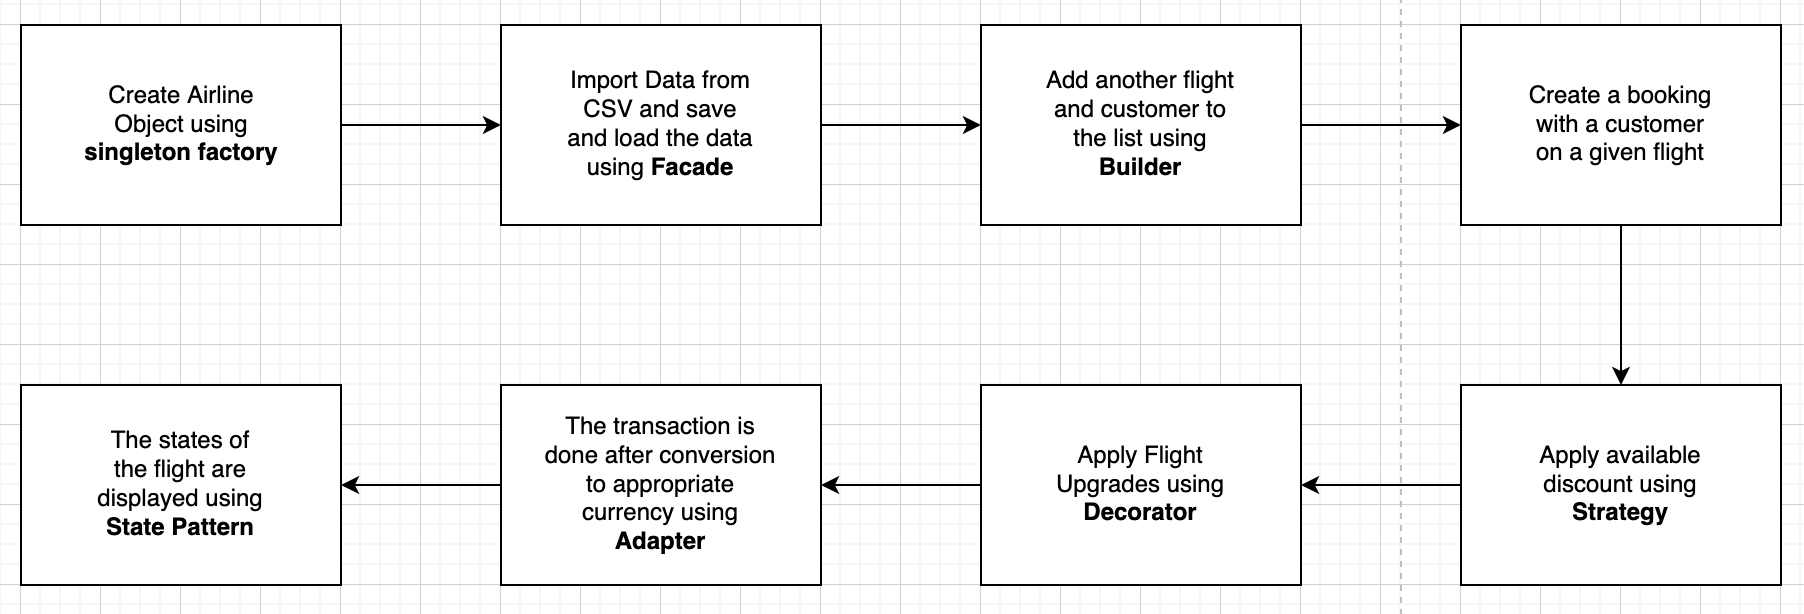 Create Airline
Object using
singleton factory
Import Data from
CSV and save
and load the data
using Facade
Add another flight
and customer to
the list using
Builder
Create a booking
with a customer
on a given flight
Apply available
discount using
Strategy
Apply Flight
Upgrades using
Decorator
The transaction is
done after conversion
to appropriate
currency using
Adapter
The states of
the flight are
displayed using
State Pattern